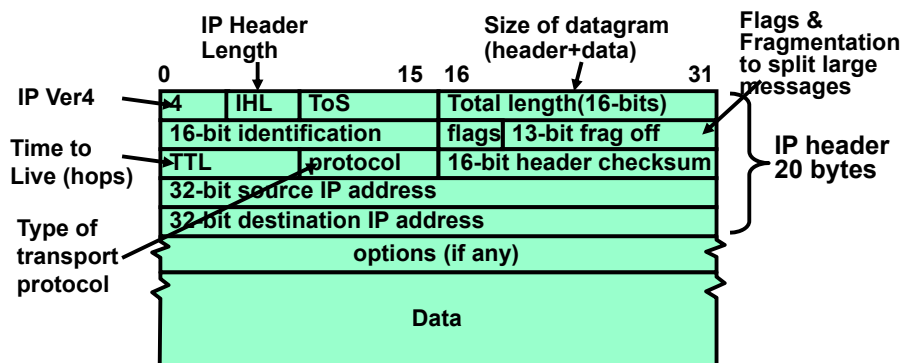 IP Header
Length
Size of datagram
(header+data)
Flags &
Fragmentation
to split large
messages
0 15 16 31
IP Ver4
4 IHL ToS Total length(16-bits)
16-bit identification flags 13-bit frag off
Time to
Live (hops)
TTL protocol 16-bit header checksum
IP header
20 bytes
32-bit source IP address
32-bit destination IP address
Type of
transport
protocol
options (if any)
Data